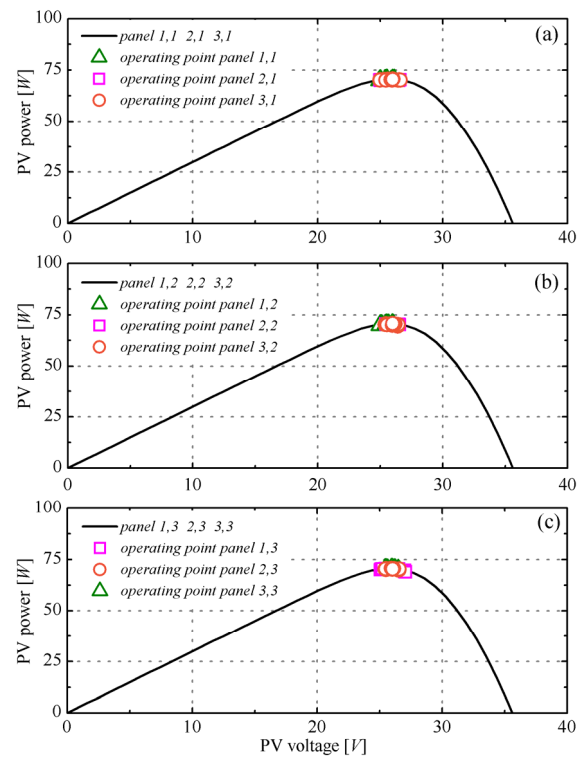 100
(a)
panel 1,1 2,1 3,1
operating point panel 1,1
75
operating point panel 2,1
operating point panel 3,1
PV power [W]
50
25
0
0 10 20 30 40
100
(b)
panel 1,2 2,2 3,2
operating point panel 1,2
75
operating point panel 2,2
operating point panel 3,2
PV power [W]
50
25
0
0 10 20 30 40
100
(c)
panel 1,3 2,3 3,3
operating point panel 1,3
75
operating point panel 2,3
operating point panel 3,3
PV power [W]
50
25
0
0 10 20 30 40
PV voltage [V]